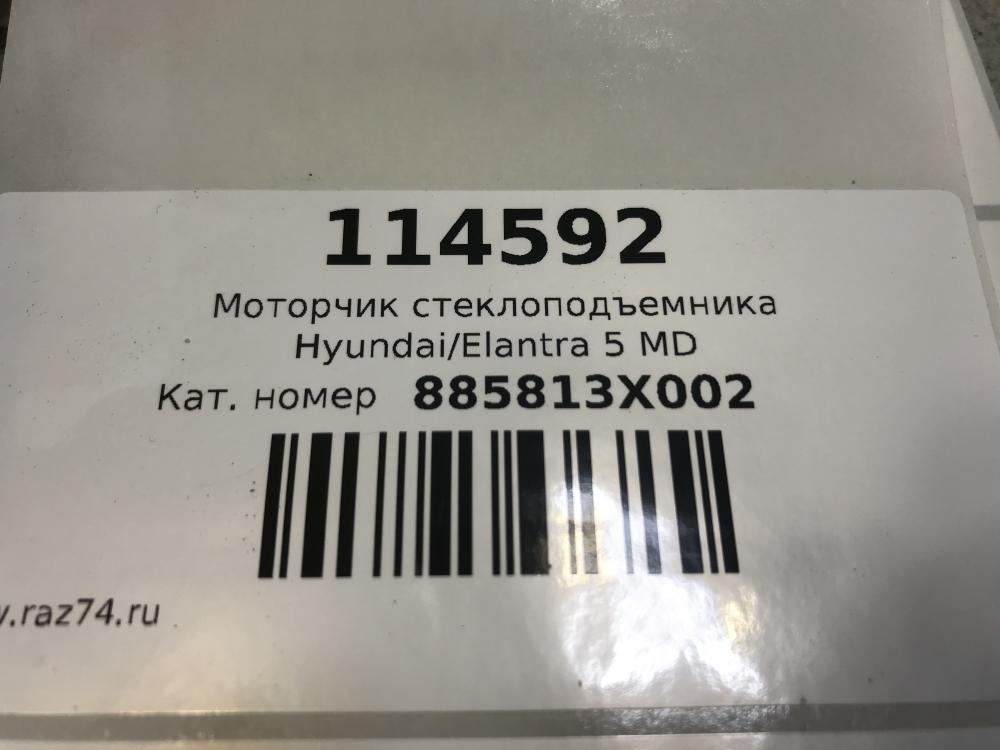 114592
Моторчик стеклоподъемника
Hyundai/Elantra 5 MD
Кат. номер 885813X002
.raz74.ru